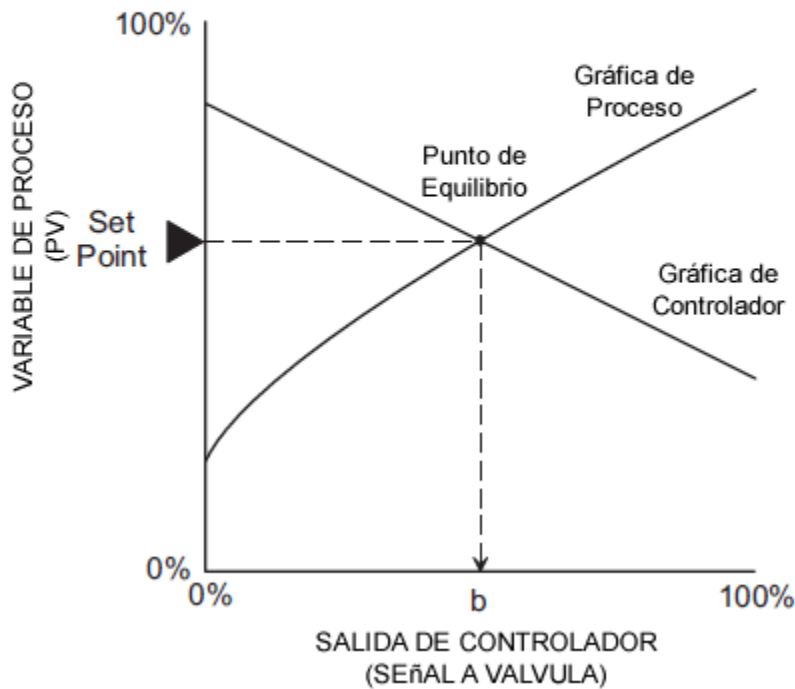 100%
VARIABLE DE PROCESO
(PV)
Gráfica de
Proceso
Punto de
Equilibrio
Set
Point
Gráfica de
Controlador
0%
0%
b
100%
SALIDA DE CONTROLADOR
(SEñAL A VALVULA)